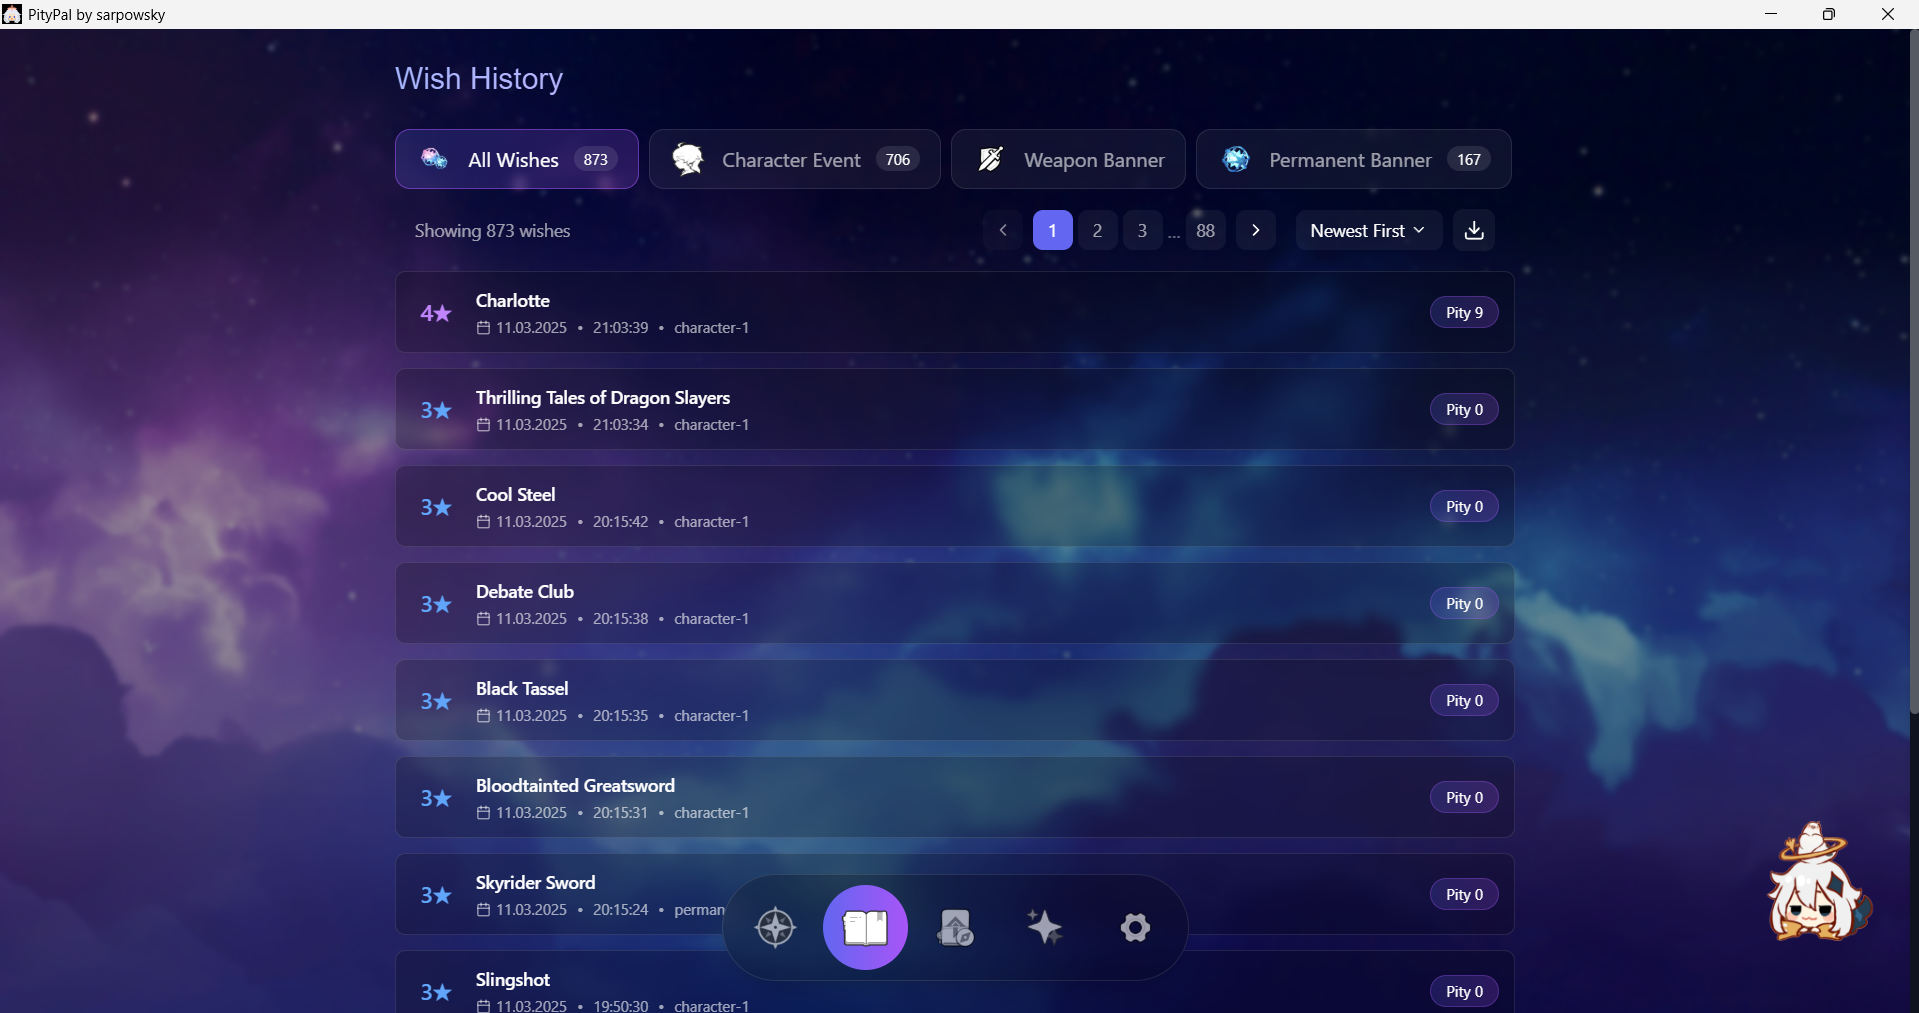 PityPal by sarpowsky
Wish History
All Wishes 873 Character Event 706 Weapon Banner Permanent Banner 167
Showing 873 wishes 1 2 3 ... 88 Newest First
4★ Charlotte Pity 9
11.03.2025 • 21:03:39 • character-1
3★ Thrilling Tales of Dragon Slayers Pity 0
11.03.2025 • 21:03:34 • character-1
3★ Cool Steel Pity 0
11.03.2025 • 20:15:42 • character-1
3★ Debate Club Pity 0
11.03.2025 • 20:15:38 • character-1
3★ Black Tassel Pity 0
11.03.2025 • 20:15:35 • character-1
3★ Bloodtainted Greatsword Pity 0
11.03.2025 • 20:15:31 • character-1
3★ Skyrider Sword Pity 0
11.03.2025 • 20:15:24 • perman
3★ Slingshot Pity 0
11.03.2025 • 19:50:30 • character-1